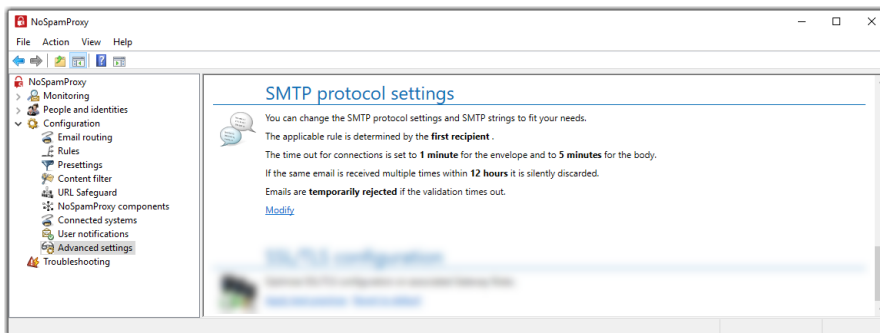 NoSpamProxy
File Action View Help
NoSpamProxy
Monitoring
People and identities
Configuration
Email routing
Rules
Presettings
Content filter
URL Safeguard
NoSpamProxy components
Connected systems
User notifications
Advanced settings
Troubleshooting
SMTP protocol settings
You can change the SMTP protocol settings and SMTP strings to fit your needs.
The applicable rule is determined by the first recipient .
The time out for connections is set to 1 minute for the envelope and to 5 minutes for the body.
If the same email is received multiple times within 12 hours it is silently discarded.
Emails are temporarily rejected if the validation times out.
Modify
SSL/TLS configuration